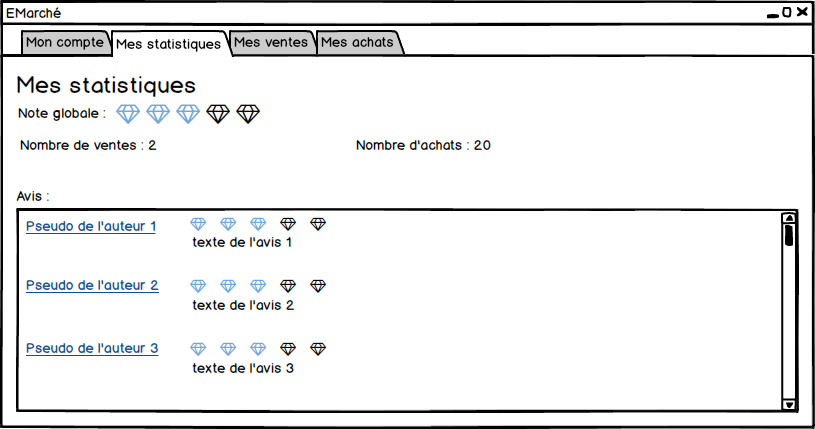 EMarché
Mon compte Mes statistiques Mes ventes Mes achats
Mes statistiques
Note globale :
Nombre de ventes : 2 Nombre d'achats : 20
Avis :
Pseudo de l'auteur 1
texte de l'avis 1
Pseudo de l'auteur 2
texte de l'avis 2
Pseudo de l'auteur 3
texte de l'avis 3